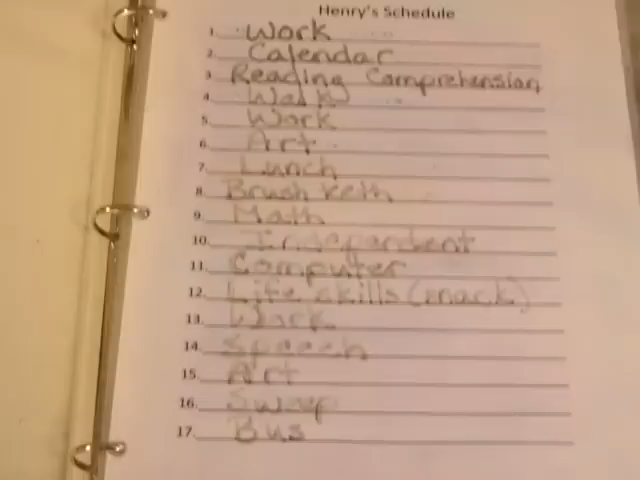 Henry's Schedule
1. Work
2. Calendar
3. Reading Comprehension
4. Walk
5. Work
6. Art
7. Lunch
8. Brush teeth
9. Math
10. Independent
11. Computer
12. Life skills (snack)
13. Work
14. Speech
15. Art
16. Swap
17. Bus